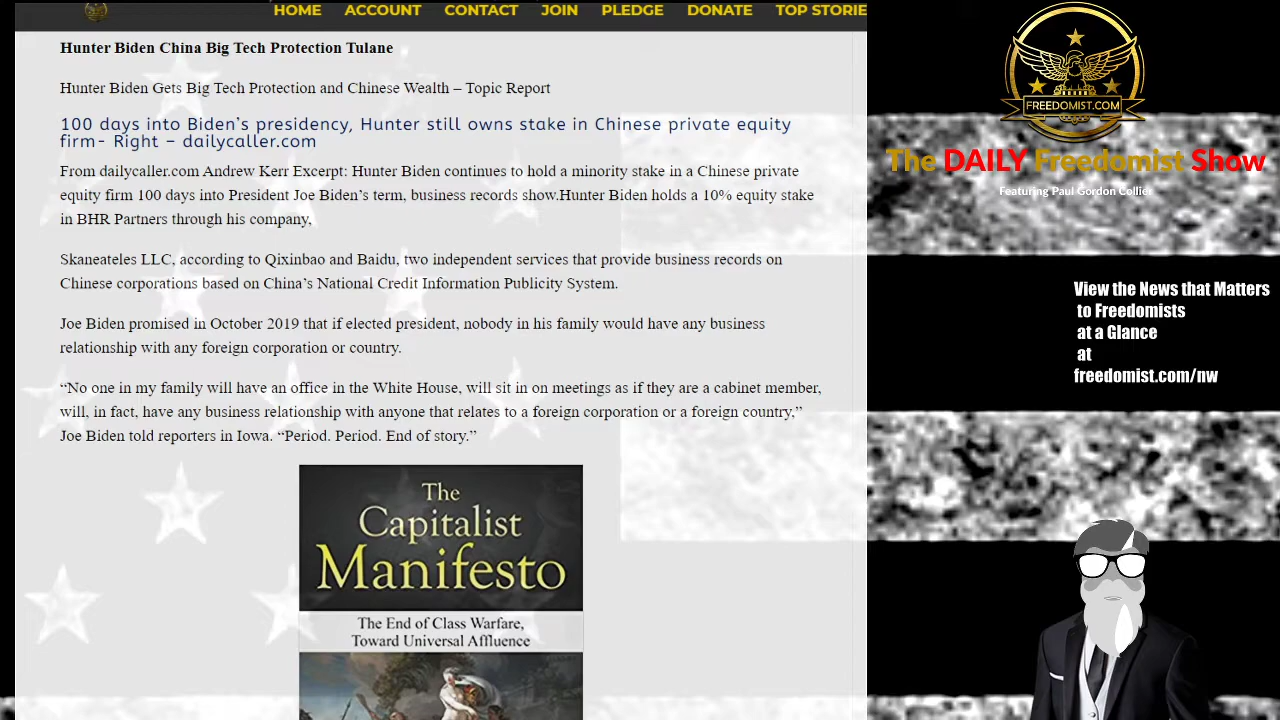 HOME ACCOUNT CONTACT JOIN PLEDGE DONATE TOP STORIE
Hunter Biden China Big Tech Protection Tulane
Hunter Biden Gets Big Tech Protection and Chinese Wealth – Topic Report
100 days into Biden's presidency, Hunter still owns stake in Chinese private equity
firm- Right – dailycaller.com
From dailycaller.com Andrew Kerr Excerpt: Hunter Biden continues to hold a minority stake in a Chinese private
equity firm 100 days into President Joe Biden's term, business records show.Hunter Biden holds a 10% equity stake
in BHR Partners through his company,
Skaneateles LLC, according to Qixinbao and Baidu, two independent services that provide business records on
Chinese corporations based on China's National Credit Information Publicity System.
Joe Biden promised in October 2019 that if elected president, nobody in his family would have any business
relationship with any foreign corporation or country.
“No one in my family will have an office in the White House, will sit in on meetings as if they are a cabinet member,
will, in fact, have any business relationship with anyone that relates to a foreign corporation or a foreign country,”
Joe Biden told reporters in Iowa. “Period. Period. End of story.”
The
Capitalist
Manifesto
The End of Class Warfare,
Toward Universal Affluence
FREEDOMIST.COM
The DAILY Freedomist Show
Featuring Paul Gordon Collier
View the News that Matters
to Freedomists
at a Glance
at
freedomist.com/nw